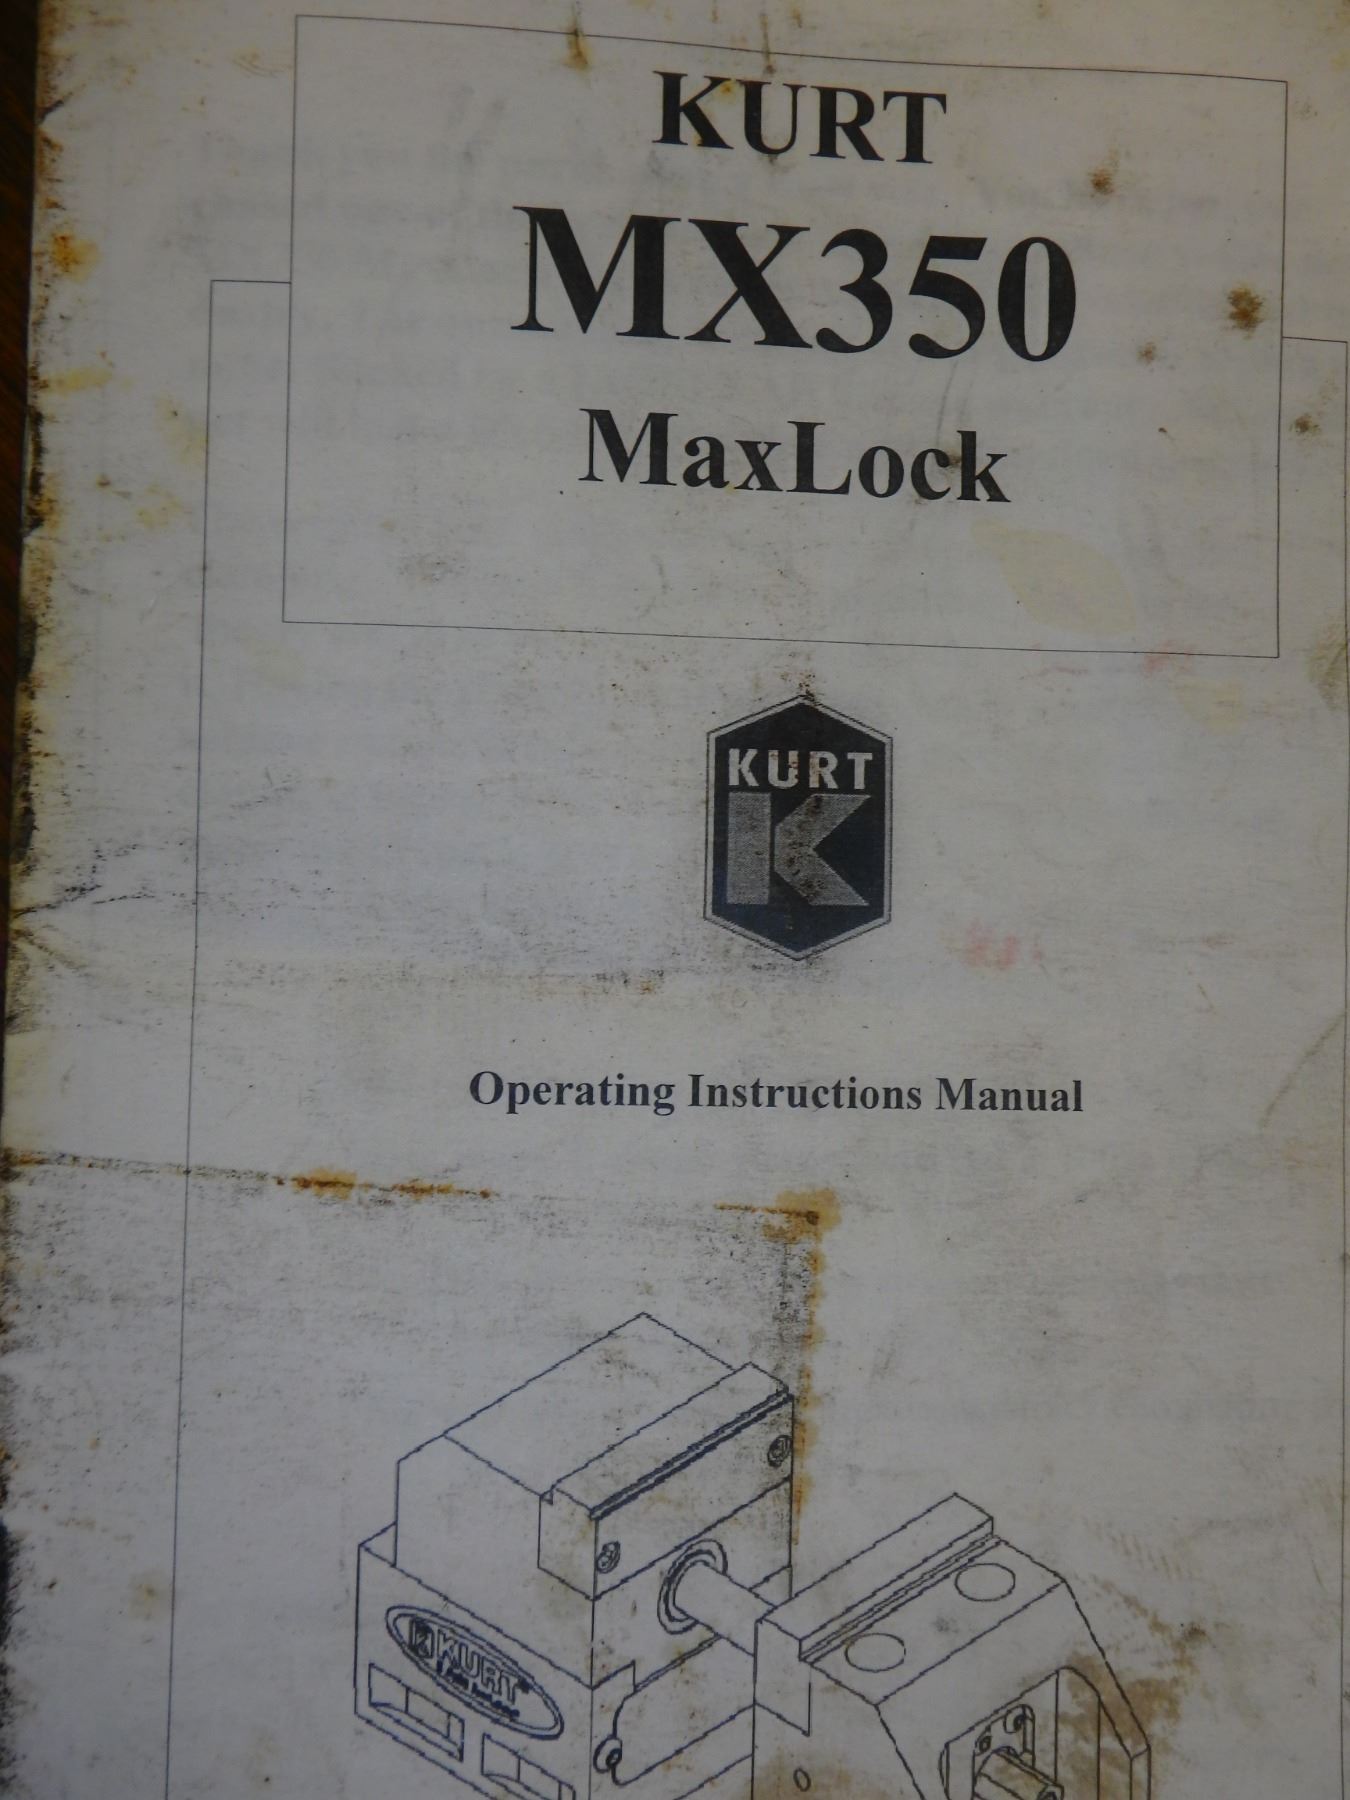 KURT
MX350
MaxLock
KURT
K
Operating Instructions Manual
KURT